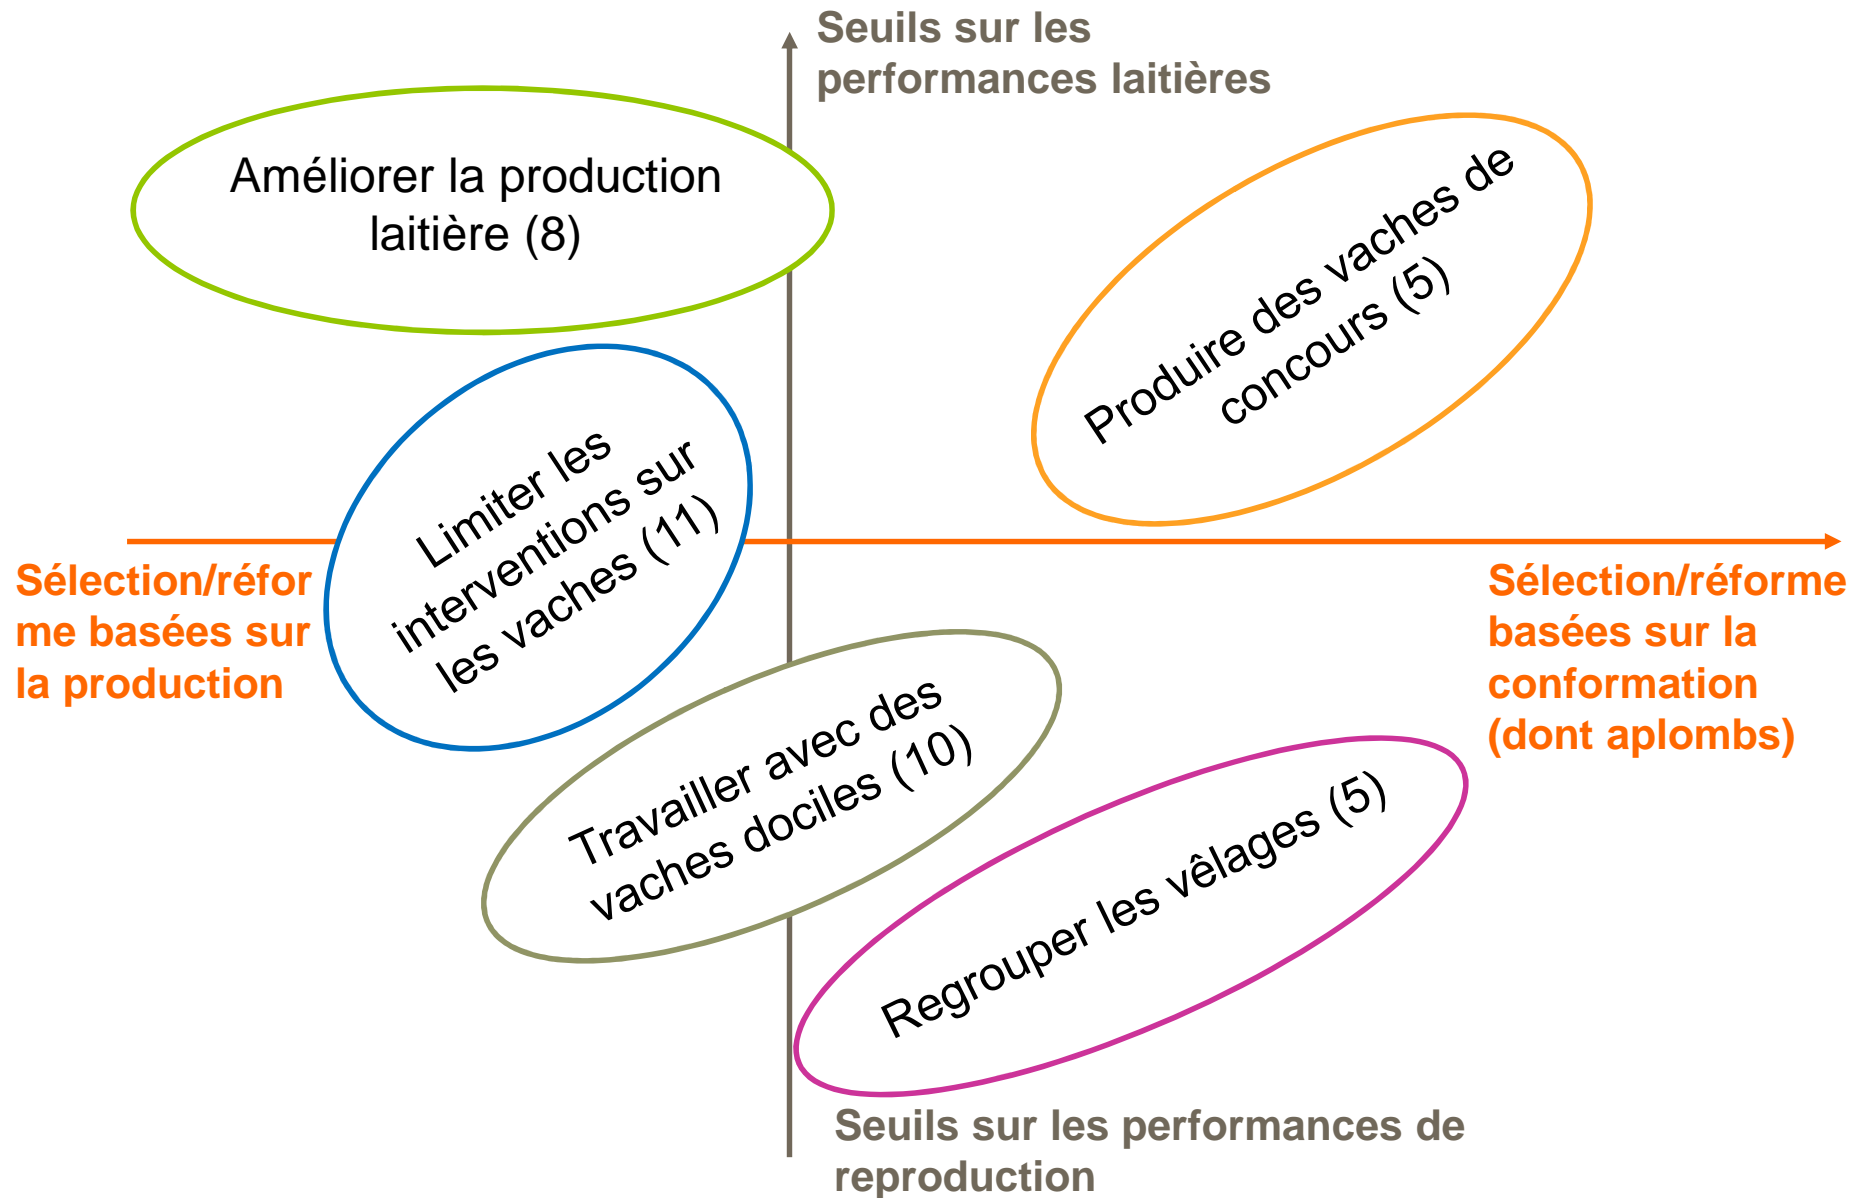 Seuils sur les
performances laitières
Améliorer la production
laitière (8)
Produire des vaches de
concours (5)
Limiter les
interventions sur
les vaches (11)
Sélection/réfor
me basées sur
la production
Sélection/réforme
basées sur la
conformation
(dont aplombs)
Travailler avec des
vaches dociles (10)
Regrouper les vêlages (5)
Seuils sur les performances de
reproduction